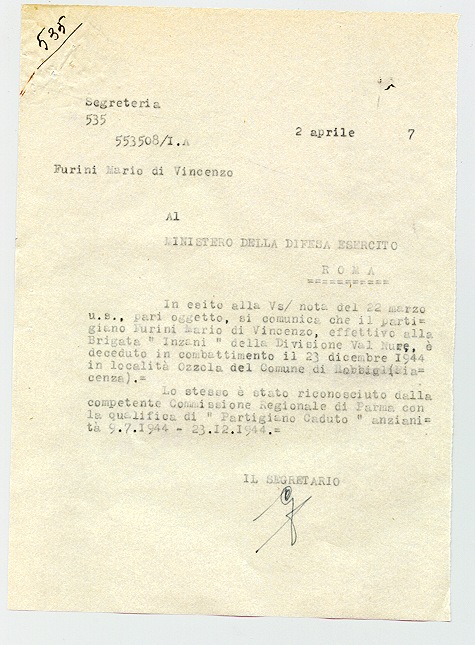 535
Segreteria
535
553508/I.A
2 aprile 7
Furini Mario di Vincenzo
Al
MINISTERO DELLA DIFESA ESERCITO
R O M A
==========
In esito alla Vs/ nota del 22 marzo
u.s., pari oggetto, si comunica che il parti=
giano Furini Mario di Vincenzo, effettivo alla
Brigata " Inzani " della Divisione Val Nure, è
deceduto in combattimento il 23 dicembre 1944
in località Ozzola del Comune di
cenza).=
Lo stesso è stato riconosciuto dalla
competente Commissione Regionale di Parma con
la qualifica di " Partigiano Caduto " anziani=
tà 9.7.1944 - 23.12.1944.=
IL SEGRETARIO